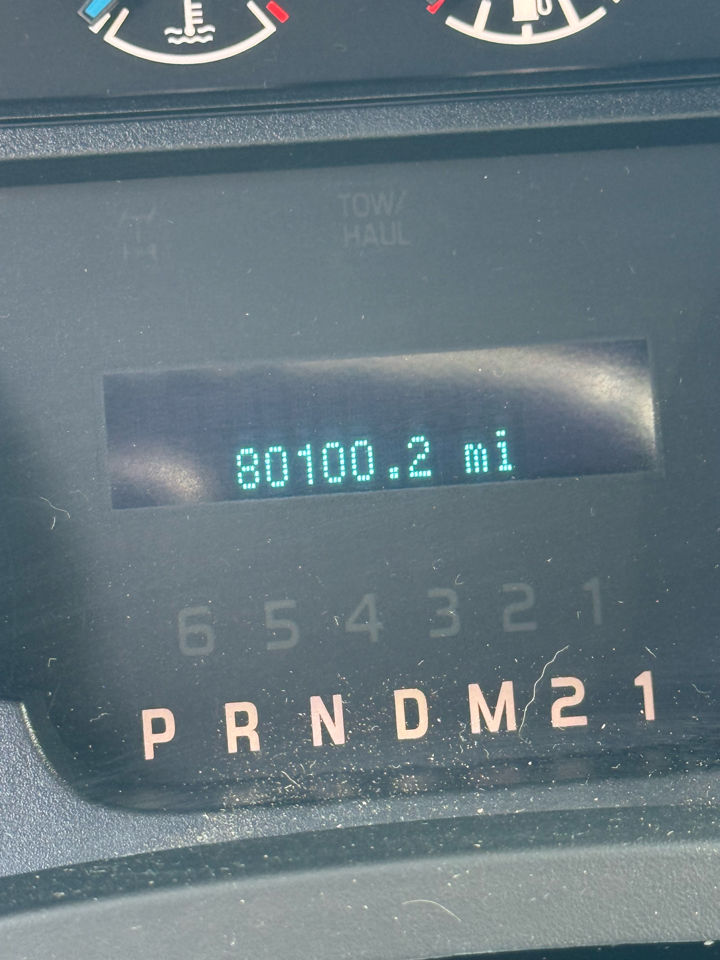 TOW/
HAUL
80100.2 mi
6 5 4 3 2 1
P R N D M 2 1